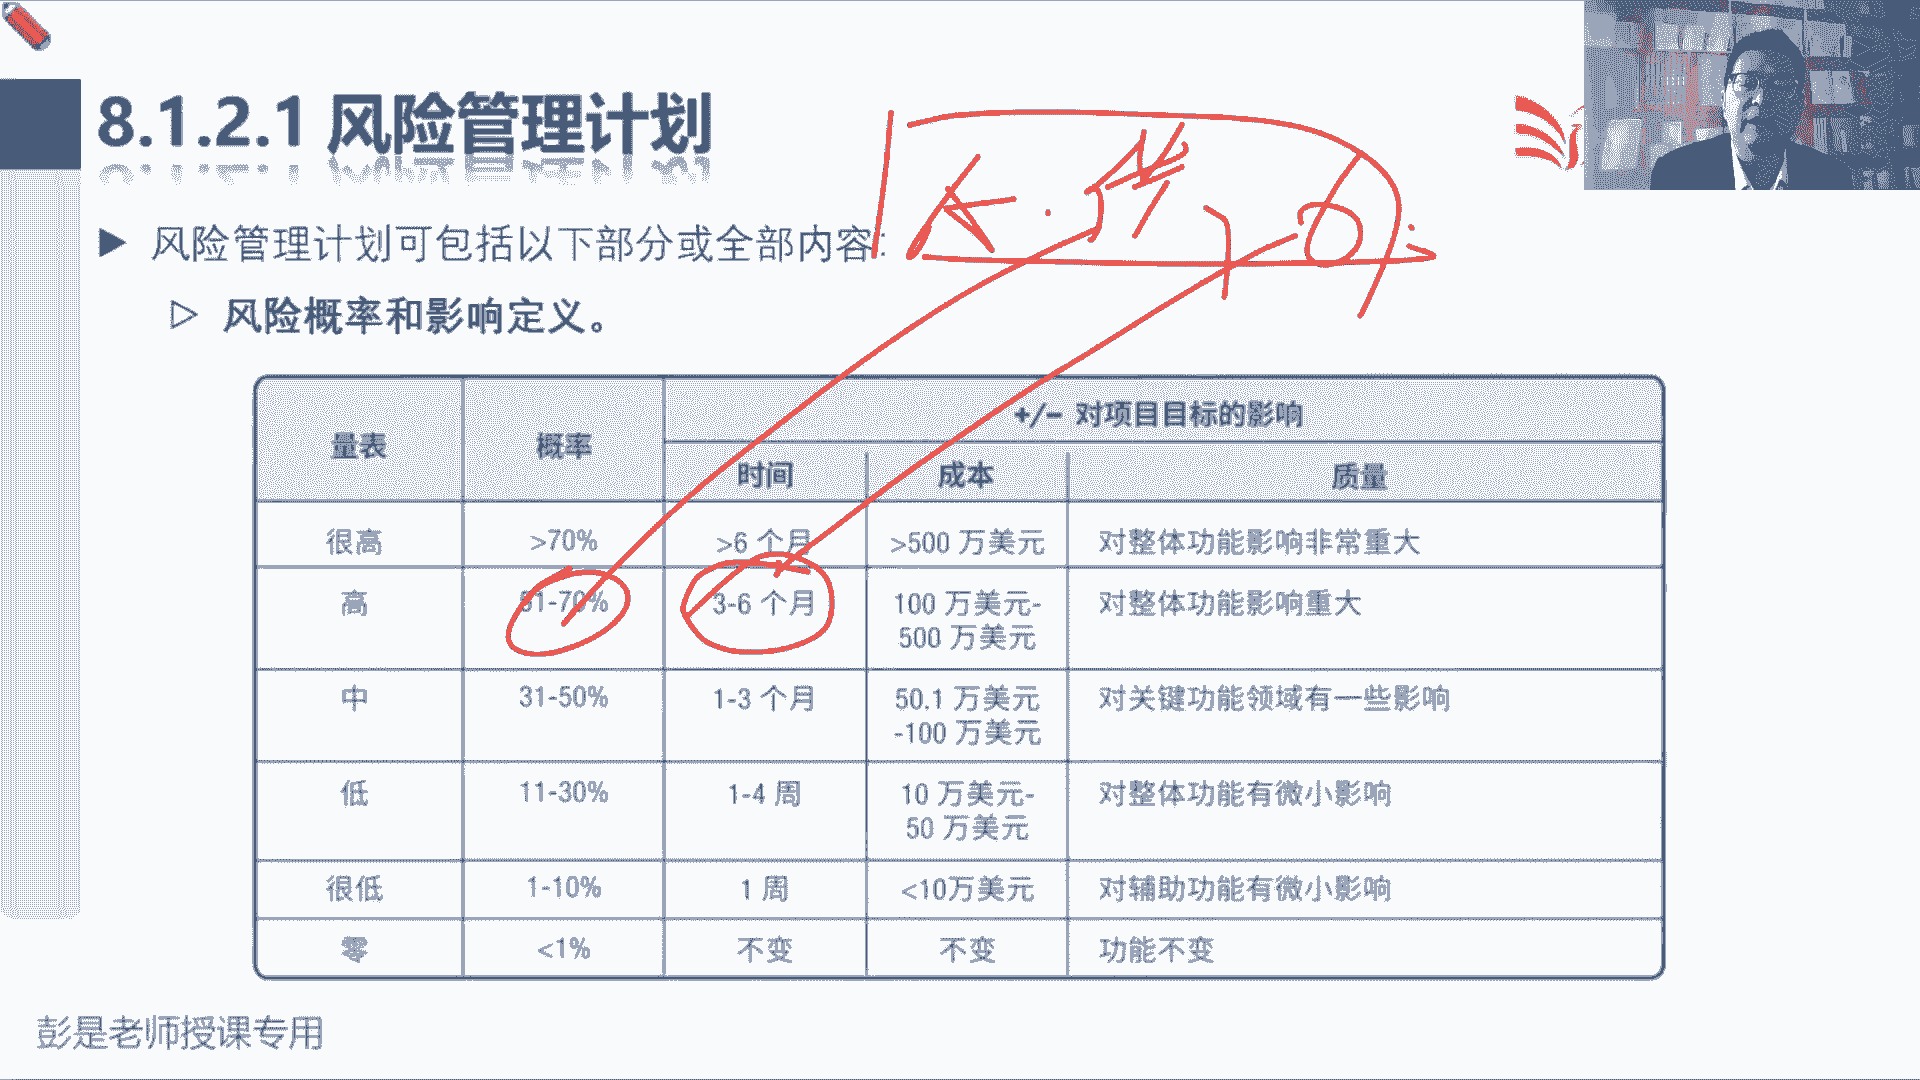 8.1.2.1 风险管理计划
风险管理计划可包括以下部分或全部内容:
风险概率和影响定义。
量表 概率 +/- 对项目目标的影响
时间 成本 质量
很高 >70% >6 个月 >500 万美元 对整体功能影响非常重大
高 51-70% 3-6 个月 100 万美元- 对整体功能影响重大
500 万美元
中 31-50% 1-3 个月 50.1 万美元 对关键功能领域有一些影响
-100 万美元
低 11-30% 1-4 周 10 万美元- 对整体功能有微小影响
50 万美元
很低 1-10% 1 周 <10万美元 对辅助功能有微小影响
零 <1% 不变 不变 功能不变
彭是老师授课专用